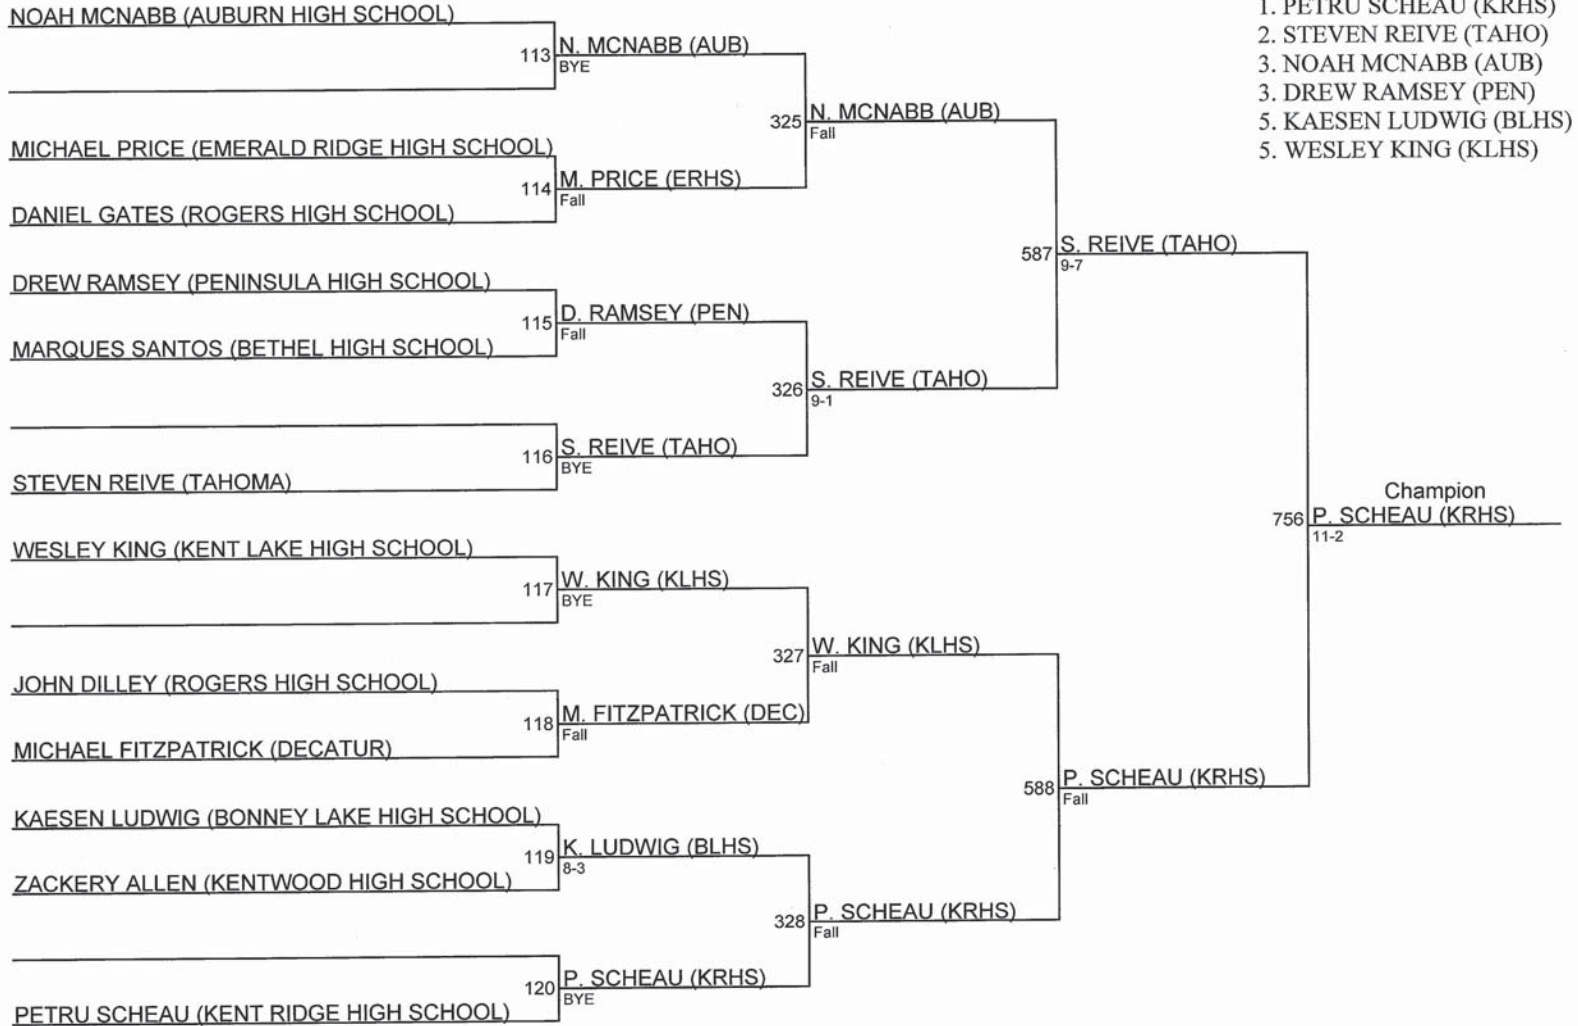 NOAH MCNABB (AUBURN HIGH SCHOOL)
113
N. MCNABB (AUB)
BYE
325
N. MCNABB (AUB)
Fall
MICHAEL PRICE (EMERALD RIDGE HIGH SCHOOL)
114
M. PRICE (ERHS)
Fall
DANIEL GATES (ROGERS HIGH SCHOOL)
587
S. REIVE (TAHO)
9-7
DREW RAMSEY (PENINSULA HIGH SCHOOL)
115
D. RAMSEY (PEN)
Fall
MARQUES SANTOS (BETHEL HIGH SCHOOL)
326
S. REIVE (TAHO)
9-1
116
S. REIVE (TAHO)
BYE
STEVEN REIVE (TAHOMA)
Champion
756
P. SCHEAU (KRHS)
11-2
WESLEY KING (KENT LAKE HIGH SCHOOL)
117
W. KING (KLHS)
BYE
327
W. KING (KLHS)
Fall
JOHN DILLEY (ROGERS HIGH SCHOOL)
118
M. FITZPATRICK (DEC)
Fall
MICHAEL FITZPATRICK (DECATUR)
588
P. SCHEAU (KRHS)
Fall
KAESEN LUDWIG (BONNEY LAKE HIGH SCHOOL)
119
K. LUDWIG (BLHS)
8-3
ZACKERY ALLEN (KENTWOOD HIGH SCHOOL)
328
P. SCHEAU (KRHS)
Fall
120
P. SCHEAU (KRHS)
BYE
PETRU SCHEAU (KENT RIDGE HIGH SCHOOL)
1. PETRU SCHEAU (KRHS)
2. STEVEN REIVE (TAHO)
3. NOAH MCNABB (AUB)
3. DREW RAMSEY (PEN)
5. KAESEN LUDWIG (BLHS)
5. WESLEY KING (KLHS)